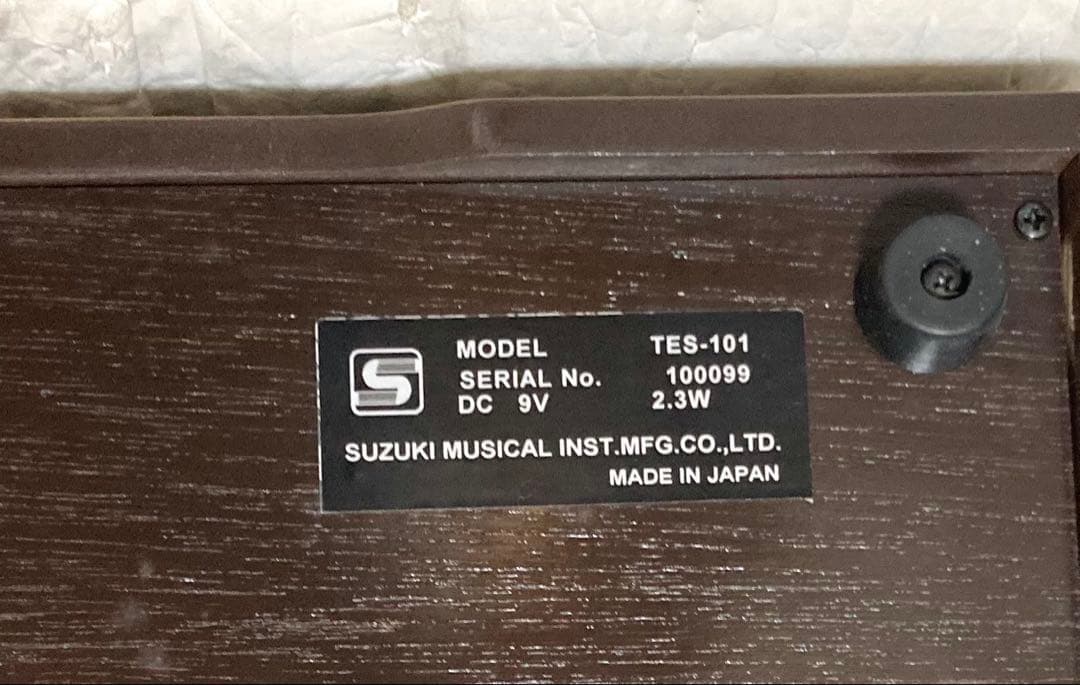 MODEL TES-101
SERIAL No. 100099
DC 9V 2.3W
SUZUKI MUSICAL INST.MFG.CO.,LTD.
MADE IN JAPAN